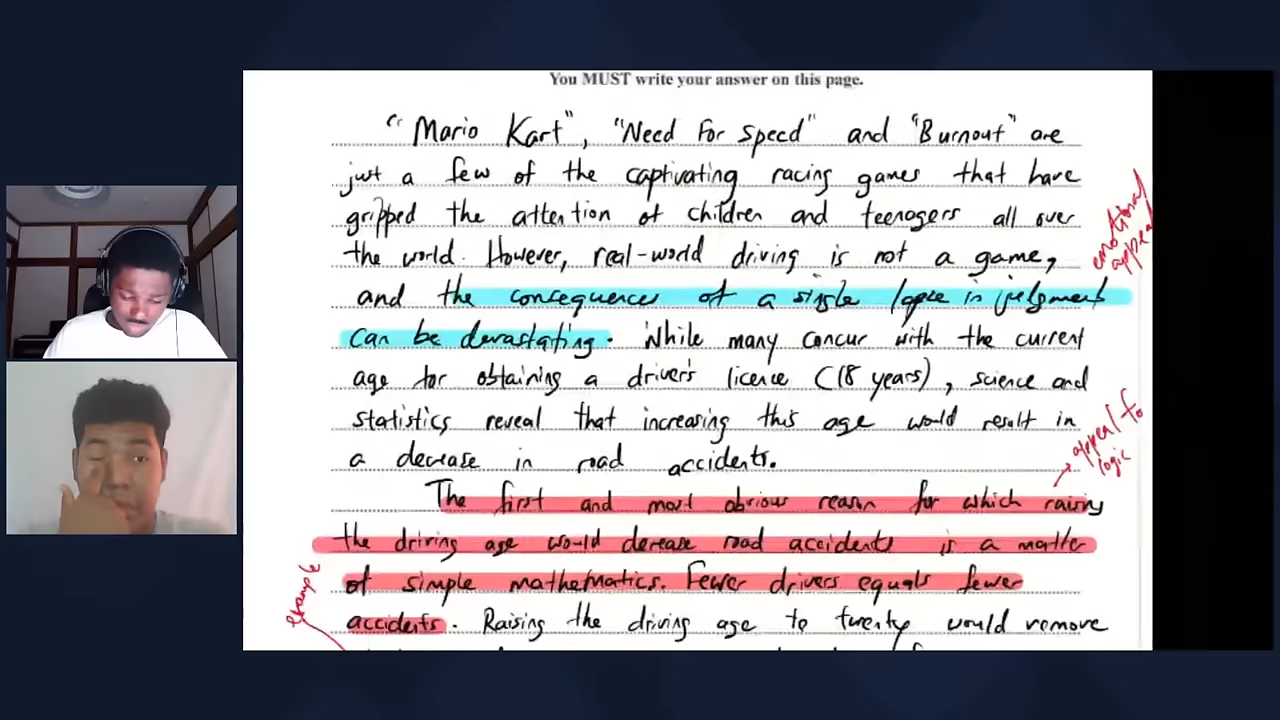 You MUST write your answer on this page.
"Mario Kart", "Need For Speed" and "Burnout" are
just a few of the captivating racing games that have
gripped the attention of children and teenagers all over
the world. However, real-world driving is not a game,
and the consequences of a single lapse in judgment
can be devastating. While many concur with the current
age for obtaining a driver's licence (18 years), science and
statistics reveal that increasing this age would result in
a decrease in road accidents.
The first and most obvious reason for which raising
the driving age would decrease road accidents is a matter
of simple mathematics. Fewer drivers equals fewer
accidents. Raising the driving age to twenty would remove
emotional
appeal
appeal to
logic
example